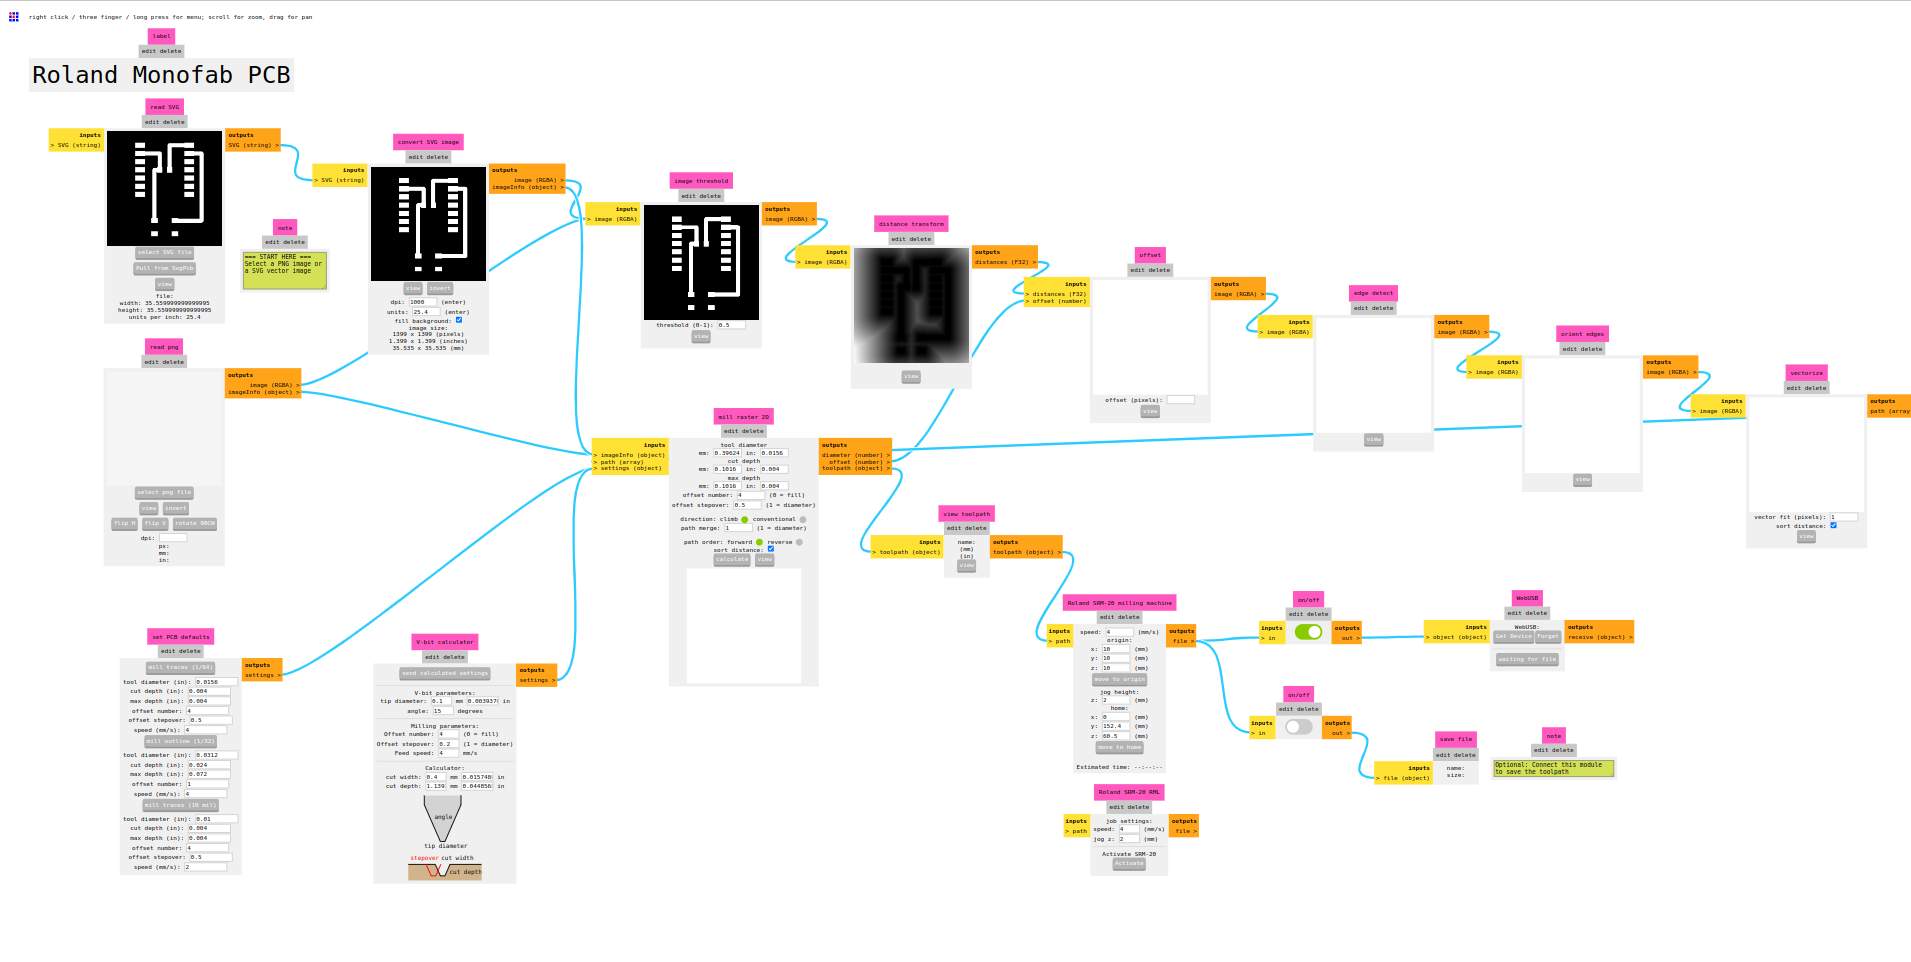 right click / three finger / long press for menu; scroll for zoom, drag for pan
label
edit delete
Roland Monofab PCB
read SVG
edit delete
inputs
> SVG (string)
outputs
SVG (string) >
select SVG file
Pull from SvgPcb
view
file:
width: 35.559999999999995
height: 35.559999999999995
units per inch: 25.4
note
edit delete
=== START HERE ===
Select a PNG image or
a SVG vector image
convert SVG image
edit delete
inputs
> SVG (string)
outputs
image (RGBA) >
imageInfo (object) >
view invert
dpi: 1000 (enter)
units: 25.4 (enter)
fill background:
image size:
1399 x 1399 (pixels)
1.399 x 1.399 (inches)
35.535 x 35.535 (mm)
read png
edit delete
outputs
image (RGBA) >
imageInfo (object) >
select png file
view invert
flip H flip V rotate 90CW
dpi:
px:
mm:
in:
image threshold
edit delete
inputs
> image (RGBA)
outputs
image (RGBA) >
threshold (0-1): 0.5
view
distance transform
edit delete
inputs
> image (RGBA)
outputs
distances (F32) >
view
offset
edit delete
inputs
> distances (F32)
> offset (number)
outputs
image (RGBA) >
offset (pixels):
view
edge detect
edit delete
inputs
> image (RGBA)
outputs
image (RGBA) >
view
orient edges
edit delete
inputs
> image (RGBA)
outputs
image (RGBA) >
view
vectorize
edit delete
inputs
> image (RGBA)
outputs
path (array
vector fit (pixels): 1
sort distance:
view
mill raster 2D
edit delete
inputs
> imageInfo (object)
> path (array)
> settings (object)
outputs
diameter (number) >
offset (number) >
toolpath (object) >
tool diameter
mm: 0.39624 in: 0.0156
cut depth
mm: 0.1016 in: 0.004
max depth
mm: 0.1016 in: 0.004
offset number: 4 (0 = fill)
offset stepover: 0.5 (1 = diameter)
direction: climb conventional
path merge: 1 (1 = diameter)
path order: forward reverse
sort distance:
calculate view
view toolpath
edit delete
inputs
> toolpath (object)
outputs
toolpath (object) >
name:
(mm)
(in)
view
set PCB defaults
edit delete
outputs
settings >
mill traces (1/64)
tool diameter (in): 0.0156
cut depth (in): 0.004
max depth (in): 0.004
offset number: 4
offset stepover: 0.5
speed (mm/s): 4
mill outline (1/32)
tool diameter (in): 0.0312
cut depth (in): 0.024
max depth (in): 0.072
offset number: 1
speed (mm/s): 4
mill traces (10 mil)
tool diameter (in): 0.01
cut depth (in): 0.004
max depth (in): 0.004
offset number: 4
offset stepover: 0.5
speed (mm/s): 2
V-bit calculator
edit delete
outputs
settings >
send calculated settings
V-bit parameters:
tip diameter: 0.1 mm 0.003937 in
angle: 15 degrees
Milling parameters:
Offset number: 4 (0 = fill)
Offset stepover: 0.2 (1 = diameter)
Feed speed: 4 mm/s
Calculator:
cut width: 0.4 mm 0.015748 in
cut depth: 1.139 mm 0.044856 in
angle
tip diameter
stepover cut width
cut depth
Roland SRM-20 milling machine
edit delete
inputs
> path
outputs
file >
speed: 4 (mm/s)
origin:
x: 10 (mm)
y: 10 (mm)
z: 10 (mm)
move to origin
jog height:
z: 2 (mm)
home:
x: 0 (mm)
y: 152.4 (mm)
z: 60.5 (mm)
move to home
Estimated time: --:--:--
Roland SRM-20 RML
edit delete
inputs
> path
outputs
file >
job settings:
speed: 4 (mm/s)
jog z: 2 (mm)
Activate SRM-20
Activate
on/off
edit delete
inputs
> in
outputs
out >
on/off
edit delete
inputs
> in
outputs
out >
WebUSB
edit delete
inputs
> object (object)
outputs
receive (object) >
WebUSB:
Get Device Forget
waiting for file
save file
edit delete
inputs
> file (object)
name:
size:
note
edit delete
Optional: Connect this module
to save the toolpath